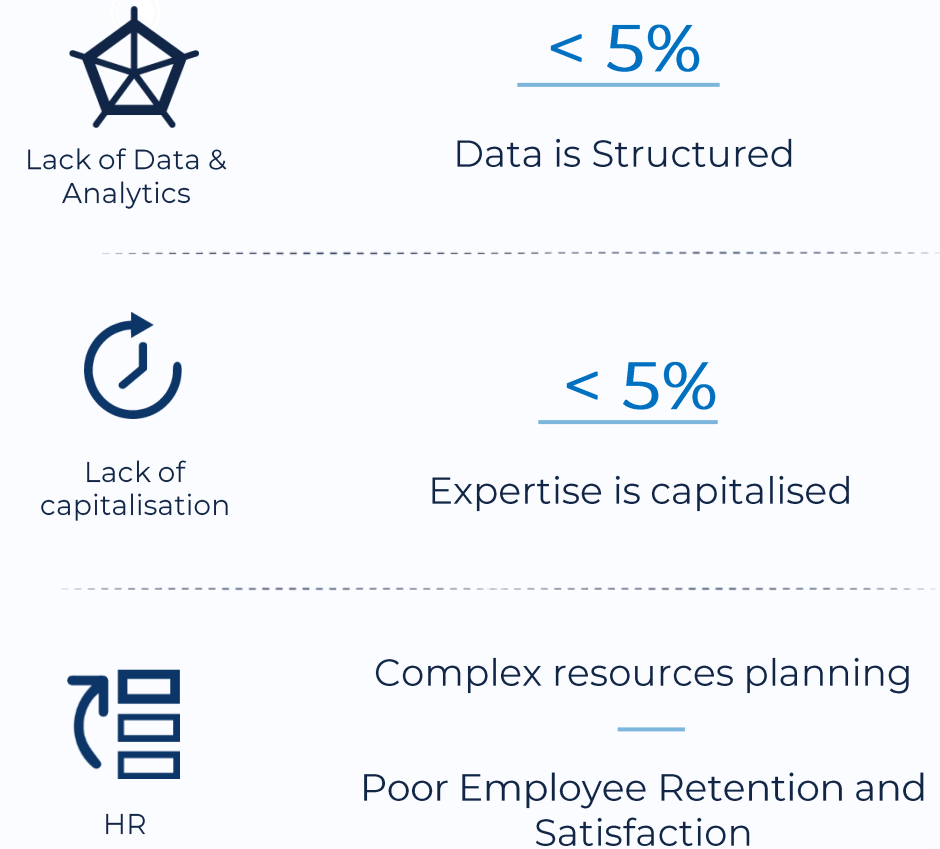 < 5%
Lack of Data &
Analytics
Data is Structured
< 5%
Lack of
capitalisation
Expertise is capitalised
Complex resources planning
Poor Employee Retention and
Satisfaction
HR